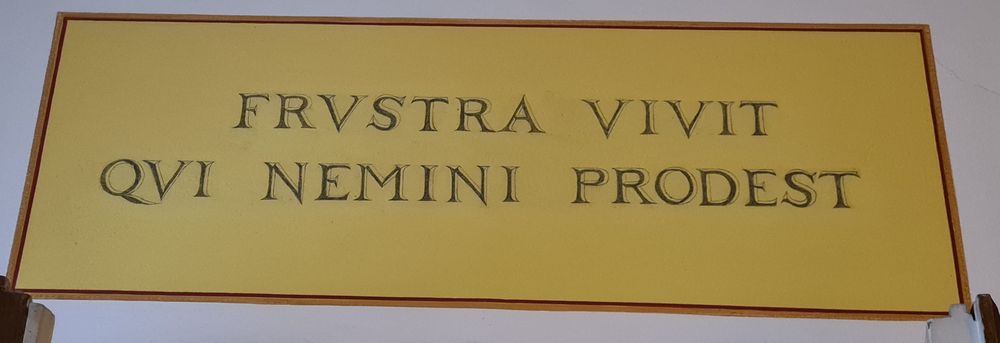 FRVSTRA VIVIT
QVI NEMINI PRODEST